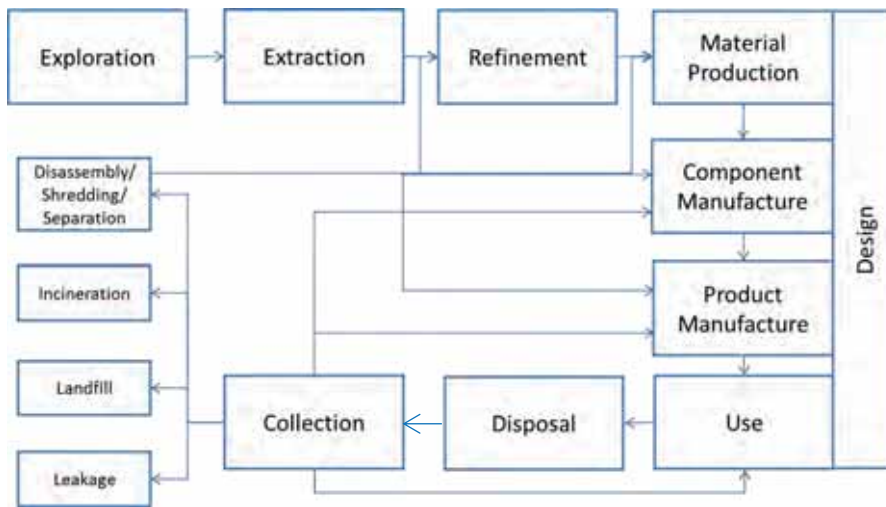 Exploration
Extraction
Refinement
Material
Production
Disassembly/
Shredding/
Separation
Component
Manufacture
Design
Incineration
Product
Manufacture
Landfill
Collection
Disposal
Use
Leakage